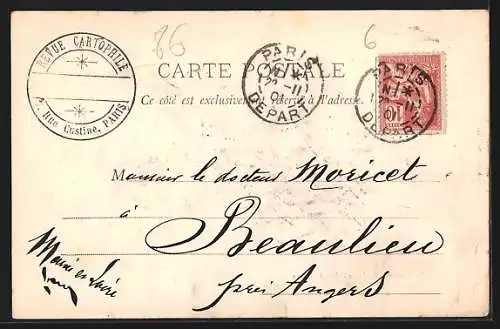 REVUE CARTOPHILE
7, Rue Custine, PARIS
86
6
CARTE POSTALE
Ce côté est exclusivement réservé à l'adresse.
PARIS
DEPART
PARIS
DEPART
Monsieur le docteur Moricet
à
Beaulieu
près Angers
Maine et Loire